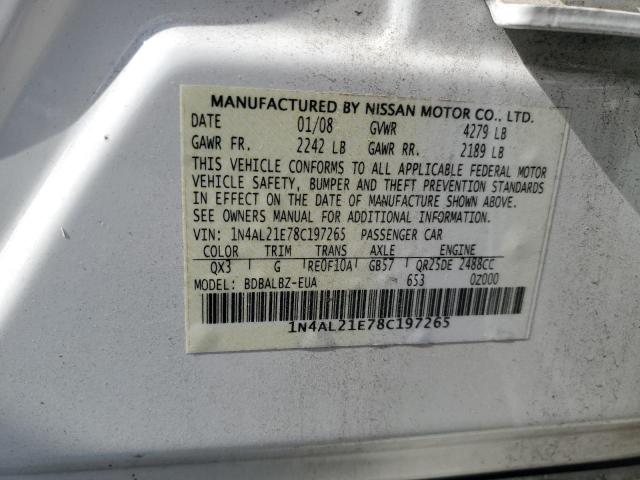 MANUFACTURED BY NISSAN MOTOR CO., LTD.
DATE 01/08 GVWR 4279 LB
GAWR FR. 2242 LB GAWR RR. 2189 LB
THIS VEHICLE CONFORMS TO ALL APPLICABLE FEDERAL MOTOR
VEHICLE SAFETY, BUMPER AND THEFT PREVENTION STANDARDS
IN EFFECT ON THE DATE OF MANUFACTURE SHOWN ABOVE.
SEE OWNERS MANUAL FOR ADDITIONAL INFORMATION.
VIN: 1N4AL21E78C197265 PASSENGER CAR
COLOR TRIM TRANS AXLE ENGINE
QX3 G RE0F10A GB57 QR25DE 2488CC
MODEL: BDBALBZ-EUA 653 0Z000
1N4AL21E78C197265